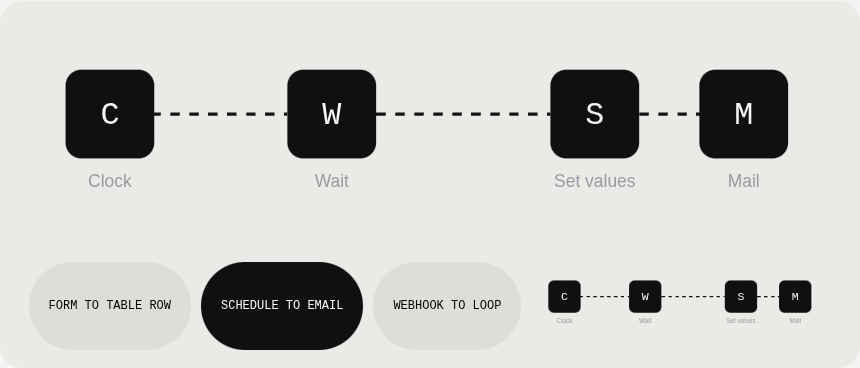 C W S M
Clock Wait Set values Mail
FORM TO TABLE ROW SCHEDULE TO EMAIL WEBHOOK TO LOOP
C W S M
Clock Wait Set values Mail